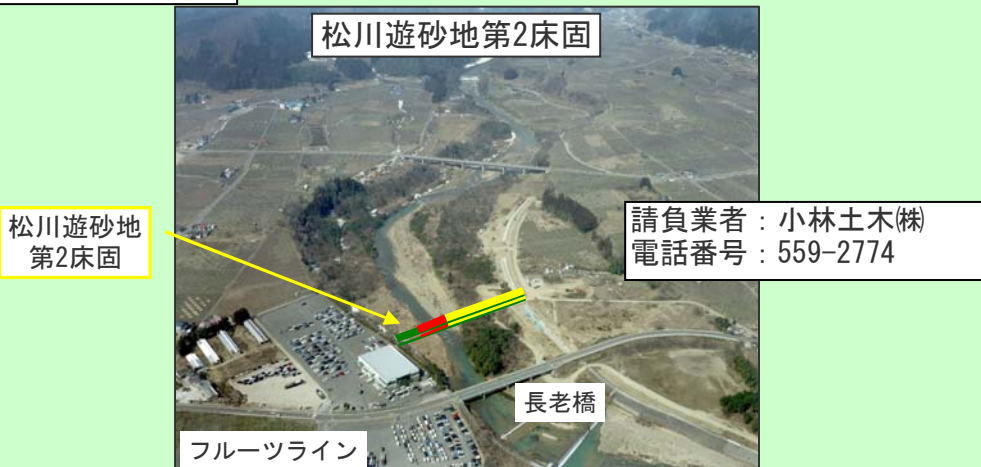 松川遊砂地第2床固
松川遊砂地
第2床固
請負業者：小林土木㈱
電話番号：559-2774
長老橋
フルーツライン